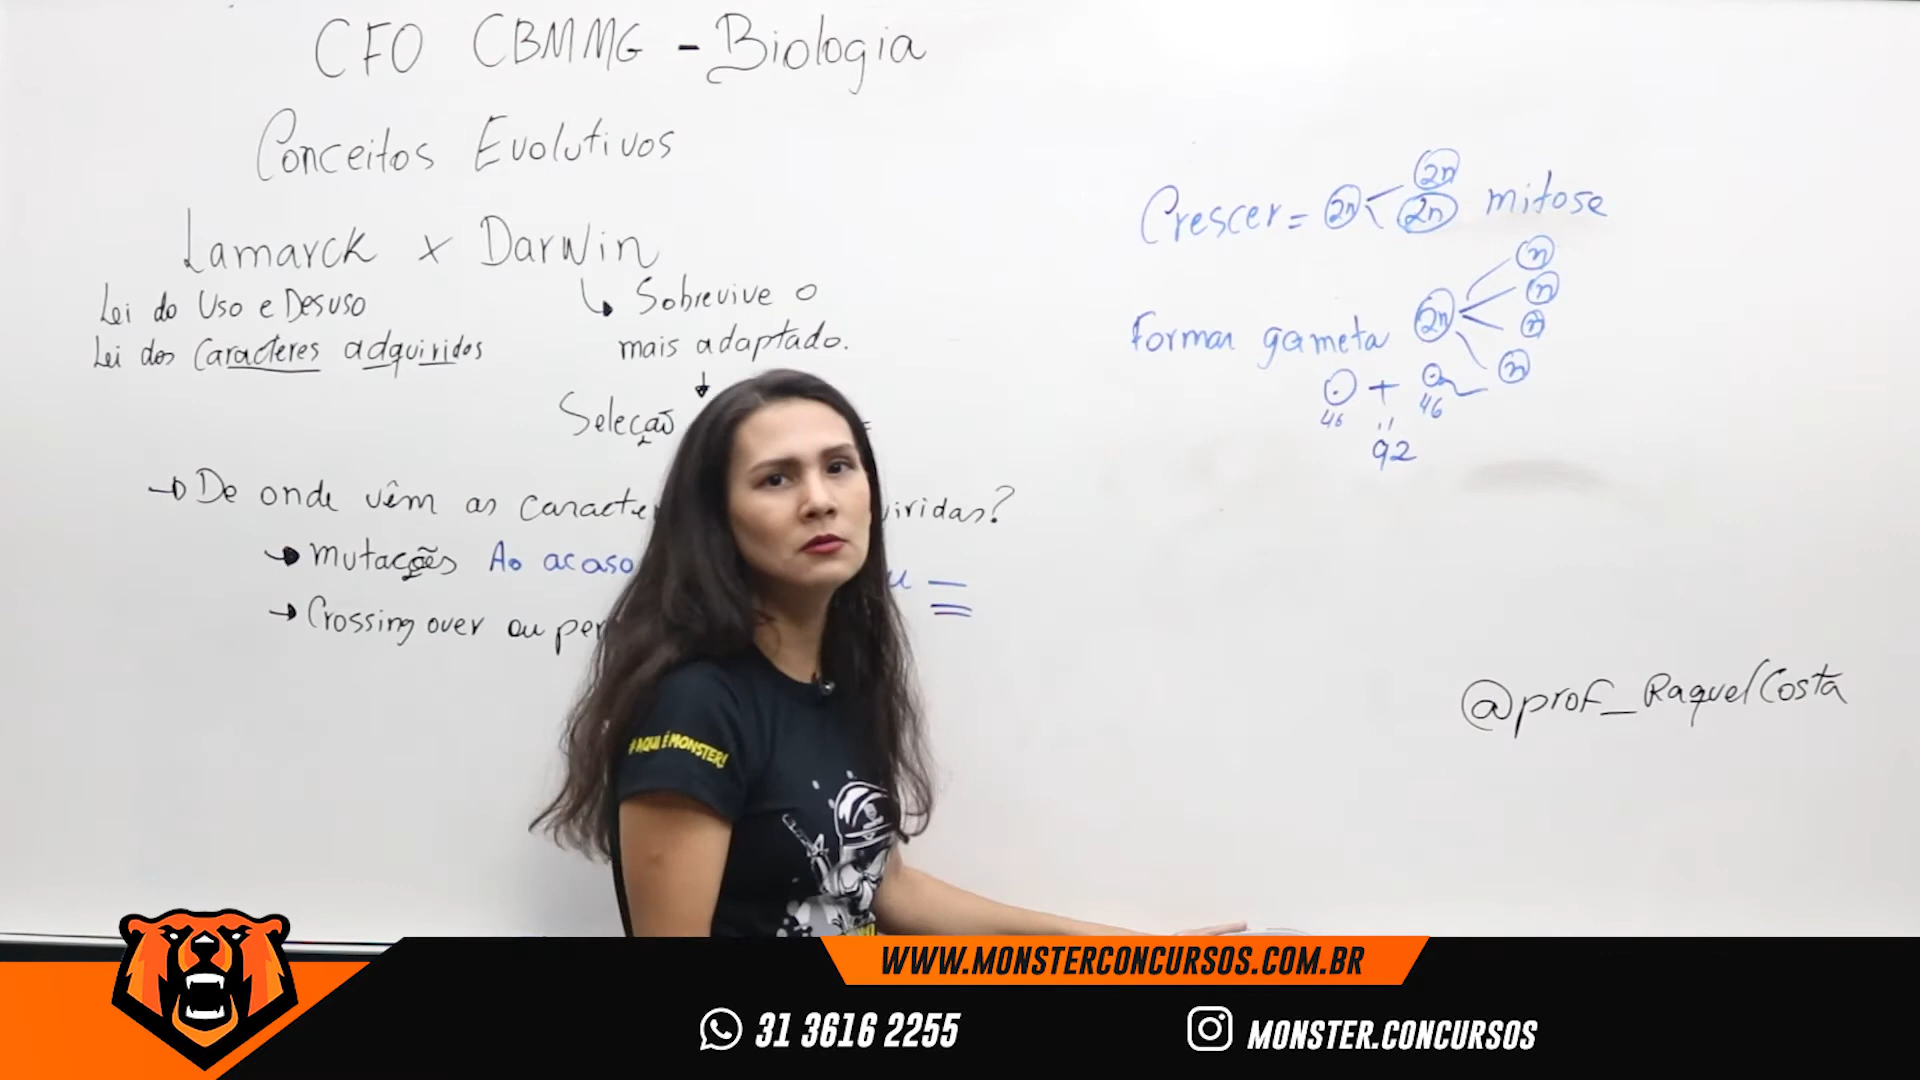 CFO CBMMG - Biologia
Conceitos Evolutivos
Lamarck x Darwin
Lei do Uso e Desuso
Lei dos Caracteres adquiridos
Sobrevive o
mais adaptado.
Seleção
De onde vêm as
mutações Ao acaso
Crossing over ou
Crescer = 2n 2n 2n mitose
Formar gameta 2n n n n n
46 + 46
92
@prof_RaquelCosta
#AQUI É MONSTER!
WWW.MONSTERCONCURSOS.COM.BR
31 3616 2255
MONSTER.CONCURSOS